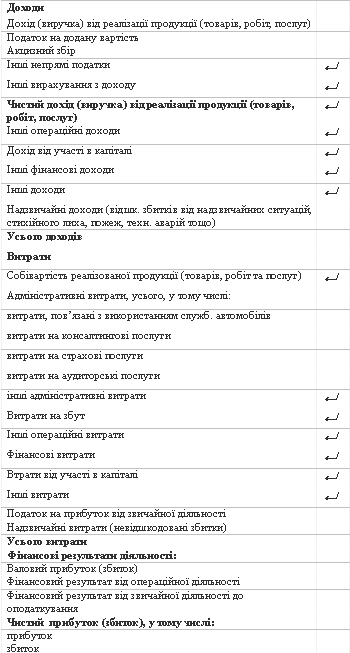 Доходи
Дохід (виручка) від реалізації продукції (товарів, робіт, послуг)
Податок на додану вартість
Акцизний збір
Інші непрямі податки
Інші вирахування з доходу
Чистий дохід (виручка) від реалізації продукції (товарів,
робіт, послуг)
Інші операційні доходи
Дохід від участі в капіталі
Інші фінансові доходи
Інші доходи
Надзвичайні доходи (відшк. збитків від надзвичайних ситуацій,
стихійного лиха, пожеж, техн. аварій тощо)
Усього доходів
Витрати
Собівартість реалізованої продукції (товарів, робіт та послуг)
Адміністративні витрати, усього, у тому числі:
витрати, пов’язані з використанням служб. автомобілів
витрати на консалтингові послуги
витрати на страхові послуги
витрати на аудиторські послуги
інші адміністративні витрати
Витрати на збут
Інші операційні витрати
Фінансові витрати
Втрати від участі в капіталі
Інші витрати
Податок на прибуток від звичайної діяльності
Надзвичайні витрати (невідшкодовані збитки)
Усього витрати
Фінансові результати діяльності:
Валовий прибуток (збиток)
Фінансовий результат від операційної діяльності
Фінансовий результат від звичайної діяльності до
оподаткування
Чистий прибуток (збиток), у тому числі:
прибуток
збиток